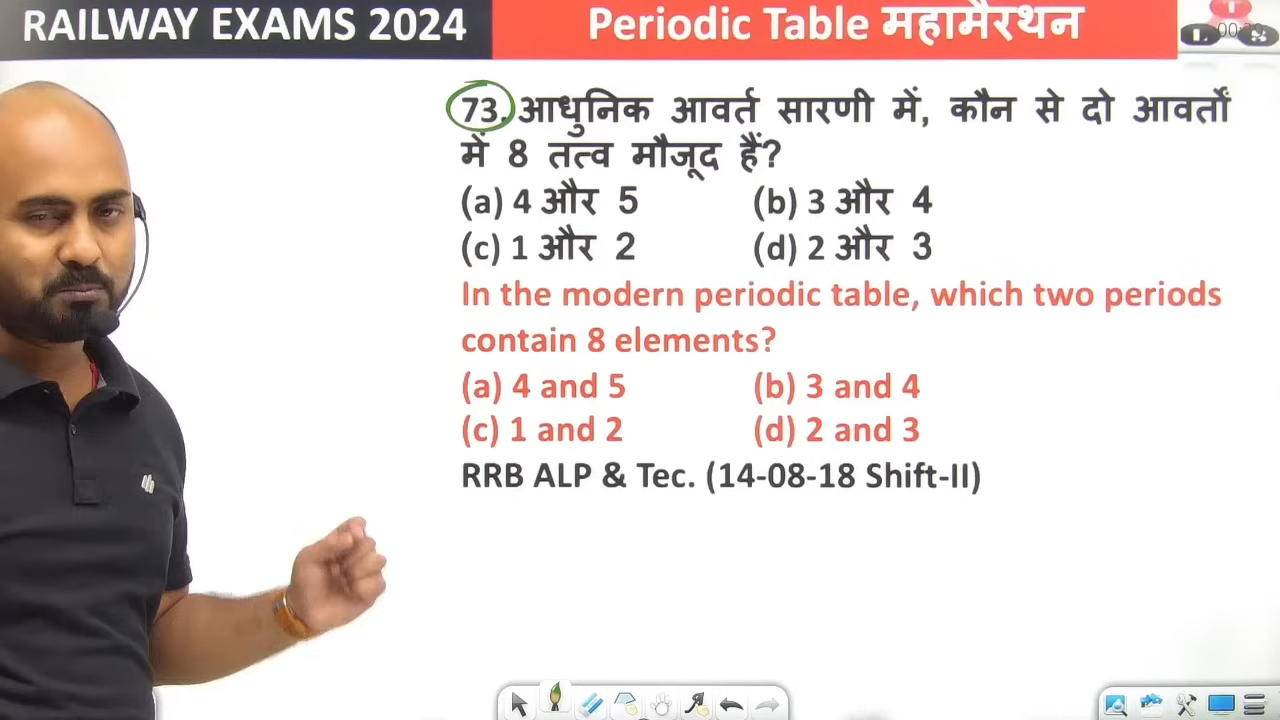 RAILWAY EXAMS 2024
Periodic Table महामैरथन
73. आधुनिक आवर्त सारणी में, कौन से दो आवर्तों
में 8 तत्व मौजूद हैं?
(a) 4 और 5 (b) 3 और 4
(c) 1 और 2 (d) 2 और 3
In the modern periodic table, which two periods
contain 8 elements?
(a) 4 and 5 (b) 3 and 4
(c) 1 and 2 (d) 2 and 3
RRB ALP & Tec. (14-08-18 Shift-II)